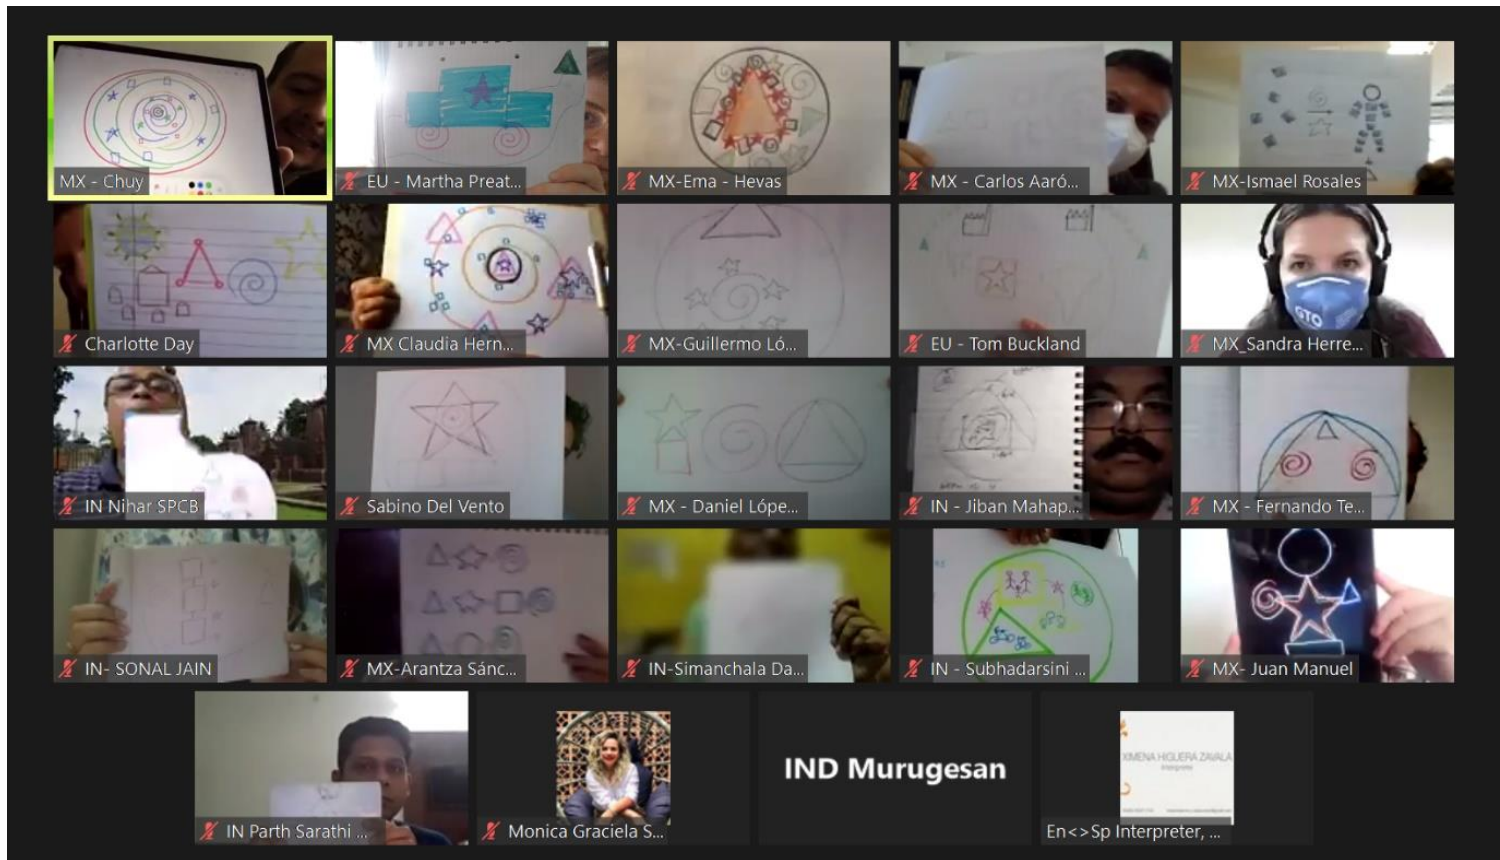 MX - Chuy
EU - Martha Preat...
MX-Ema - Hevas
MX - Carlos Aaró...
MX-Ismael Rosales
Charlotte Day
MX Claudia Hern...
MX-Guillermo Ló...
EU - Tom Buckland
GTO
MX_Sandra Herre...
IN Nihar SPCB
Sabino Del Vento
MX - Daniel Lópe...
IN - Jiban Mahap...
MX - Fernando Te...
IN- SONAL JAIN
MX-Arantza Sánc...
IN-Simanchala Da...
IN - Subhadarsini ...
MX- Juan Manuel
IN Parth Sarathi ...
Monica Graciela S...
IND Murugesan
XIMENA HIGUERA ZAVALA
Interpreter
En<>Sp Interpreter, ...